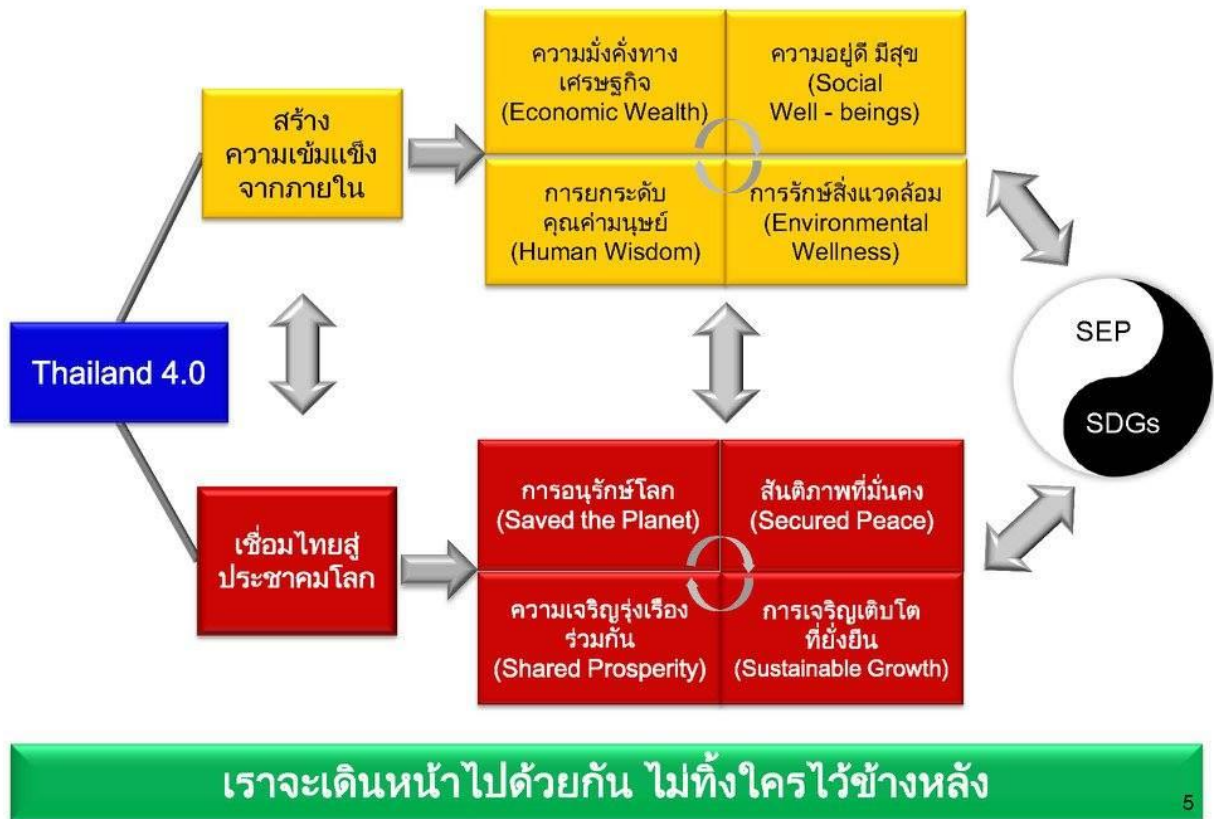 ความมั่งคั่งทาง
เศรษฐกิจ
(Economic Wealth)
ความอยู่ดี มีสุข
(Social
Well - beings)
สร้าง
ความเข้มแข็ง
จากภายใน
การยกระดับ
คุณค่ามนุษย์
(Human Wisdom)
การรักษ์สิ่งแวดล้อม
(Environmental
Wellness)
Thailand 4.0
SEP
SDGs
การอนุรักษ์โลก
(Saved the Planet)
สันติภาพที่มั่นคง
(Secured Peace)
เชื่อมไทยสู่
ประชาคมโลก
ความเจริญรุ่งเรือง
ร่วมกัน
(Shared Prosperity)
การเจริญเติบโต
ที่ยั่งยืน
(Sustainable Growth)
เราจะเดินหน้าไปด้วยกัน ไม่ทิ้งใครไว้ข้างหลัง
5